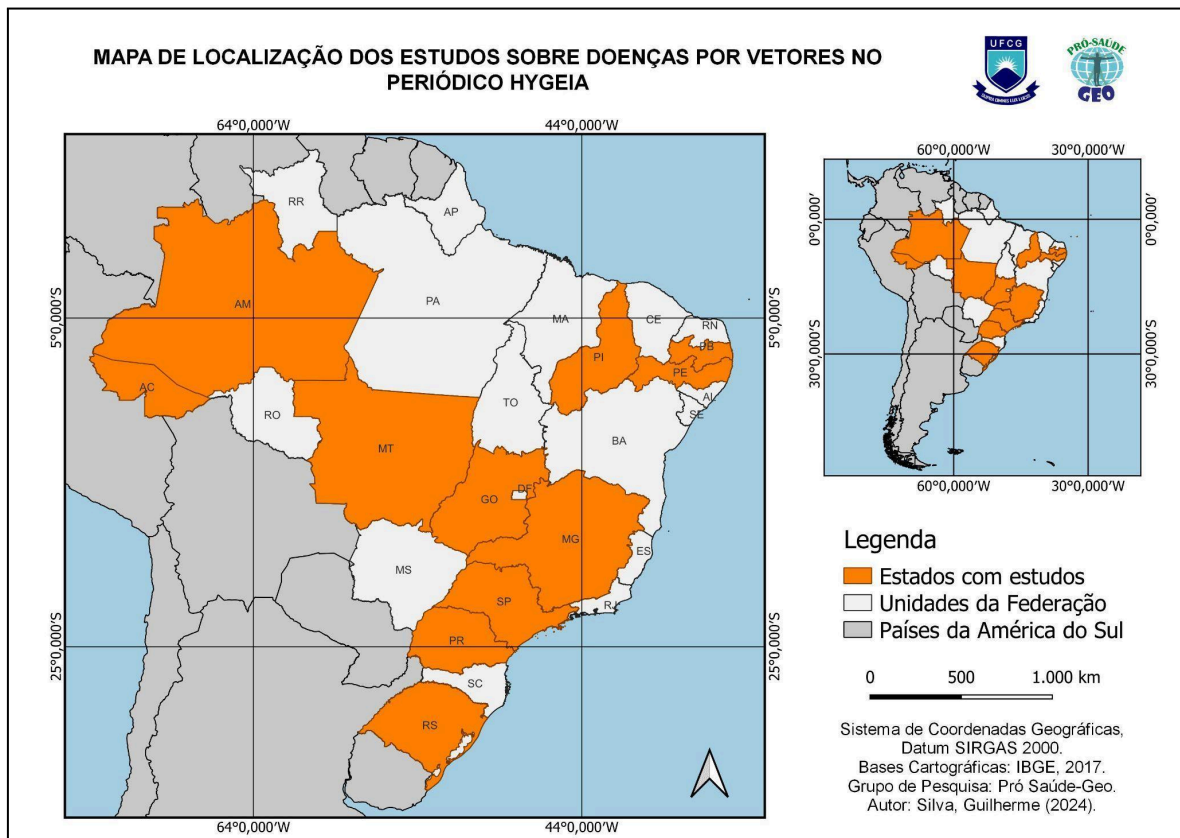 MAPA DE LOCALIZAÇÃO DOS ESTUDOS SOBRE DOENÇAS POR VETORES NO
PERIÓDICO HYGEIA
UFCG
PRÓ-SAÚDE
GEO
64°0,000′W
44°0,000′W
RR
AP
AM
PA
MA
CE
RN
PB
PI
PE
AC
AL
SE
TO
RO
BA
MT
GO
DF
MG
ES
MS
SP
RJ
PR
SC
RS
5°0,000′S
5°0,000′S
25°0,000′S
25°0,000′S
64°0,000′W
44°0,000′W
60°0,000′W
30°0,000′W
0°0,000′
0°0,000′
30°0,000′S
30°0,000′S
60°0,000′W
30°0,000′W
Legenda
Estados com estudos
Unidades da Federação
Países da América do Sul
0 500 1.000 km
Sistema de Coordenadas Geográficas,
Datum SIRGAS 2000.
Bases Cartográficas: IBGE, 2017.
Grupo de Pesquisa: Pró Saúde-Geo.
Autor: Silva, Guilherme (2024).